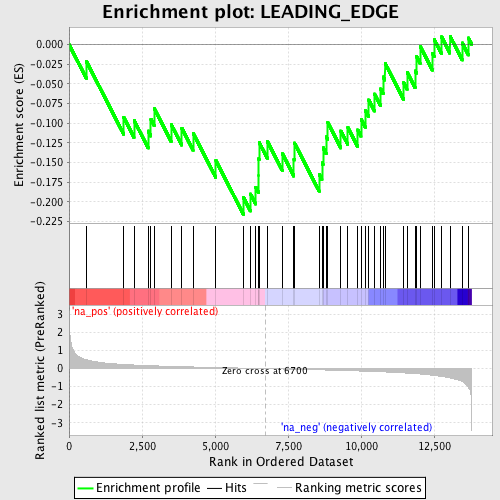 Enrichment plot: LEADING_EDGE
Enrichment score (ES)
0.000
-0.025
-0.050
-0.075
-0.100
-0.125
-0.150
-0.175
-0.200
-0.225
'na_pos' (positively correlated)
Ranked list metric (PreRanked)
3
2
1
0
-1
-2
-3
Zero cross at 6700
'na_neg' (negatively correlated)
0
2,500
5,000
7,500
10,000
12,500
Rank in Ordered Dataset
Enrichment profile
Hits
Ranking metric scores